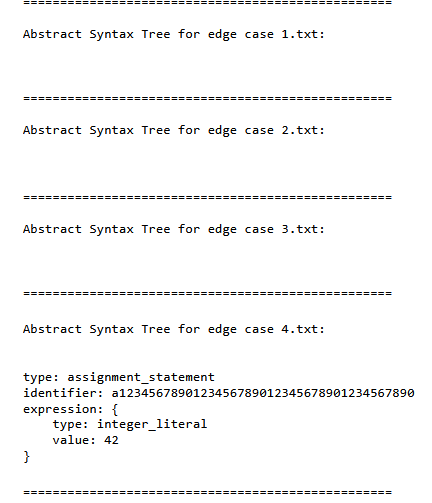 ==================================================
Abstract Syntax Tree for edge case 1.txt:
==================================================
Abstract Syntax Tree for edge case 2.txt:
==================================================
Abstract Syntax Tree for edge case 3.txt:
==================================================
Abstract Syntax Tree for edge case 4.txt:
type: assignment_statement
identifier: a1234567890123456789012345678901234567890
expression: {
    type: integer_literal
    value: 42
}
==================================================